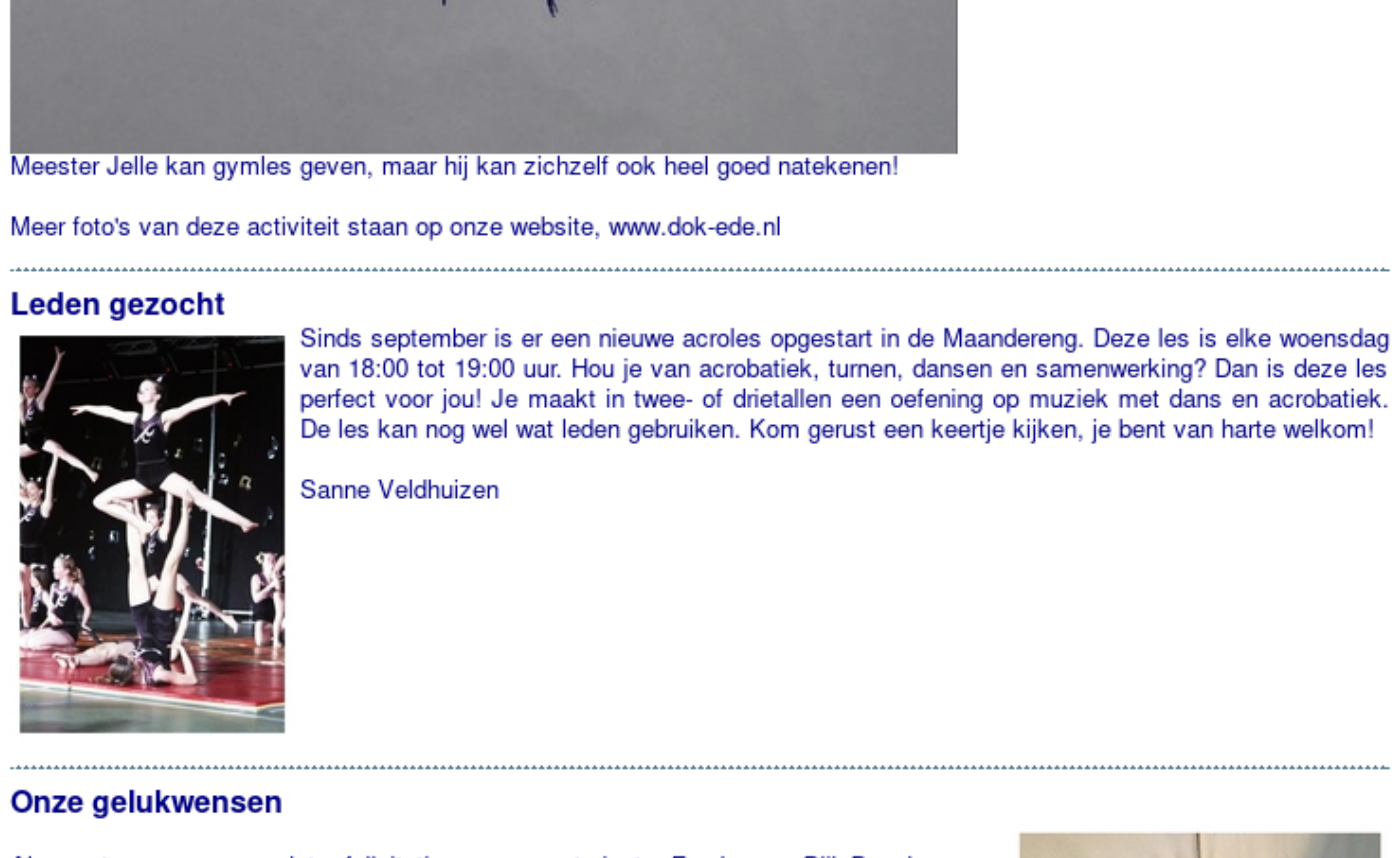 Meester Jelle kan gymles geven, maar hij kan zichzelf ook heel goed natekenen!
Meer foto's van deze activiteit staan op onze website, www.dok-ede.nl
Leden gezocht
Sinds september is er een nieuwe acroles opgestart in de Maandereng. Deze les is elke woensdag
van 18:00 tot 19:00 uur. Hou je van acrobatiek, turnen, dansen en samenwerking? Dan is deze les
perfect voor jou! Je maakt in twee- of drietallen een oefening op muziek met dans en acrobatiek.
De les kan nog wel wat leden gebruiken. Kom gerust een keertje kijken, je bent van harte welkom!
Sanne Veldhuizen
Onze gelukwensen